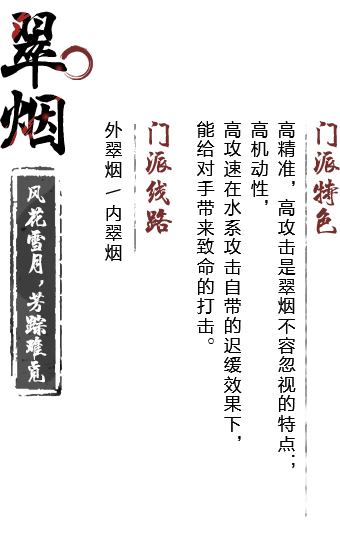 门派特色
高精准，高攻击是翠烟不容忽视的特点；
高机动性，
高攻速在水系攻击自带的迟缓效果下，
能给对手带来致命的打击。
门派线路
外翠烟/内翠烟
翠烟
风花雪月，芳踪难觅